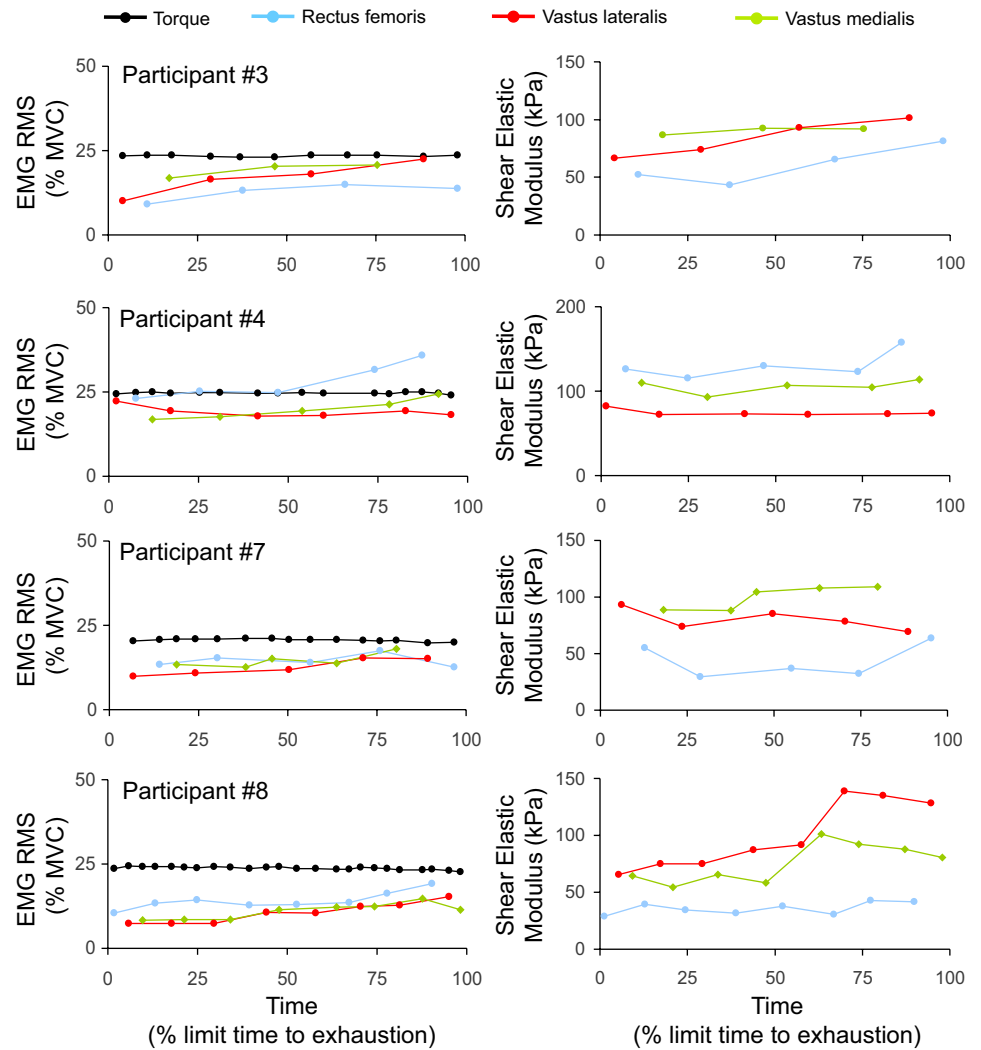 Torque Rectus femoris Vastus lateralis Vastus medialis
Participant #3
EMG RMS
(% MVC)
50
25
0
0 25 50 75 100
Shear Elastic
Modulus (kPa)
150
100
50
0
0 25 50 75 100
Participant #4
EMG RMS
(% MVC)
50
25
0
0 25 50 75 100
Shear Elastic
Modulus (kPa)
200
100
0
0 25 50 75 100
Participant #7
EMG RMS
(% MVC)
50
25
0
0 25 50 75 100
Shear Elastic
Modulus (kPa)
150
100
50
0
0 25 50 75 100
Participant #8
EMG RMS
(% MVC)
50
25
0
0 25 50 75 100
Time
(% limit time to exhaustion)
Shear Elastic
Modulus (kPa)
150
100
50
0
0 25 50 75 100
Time
(% limit time to exhaustion)